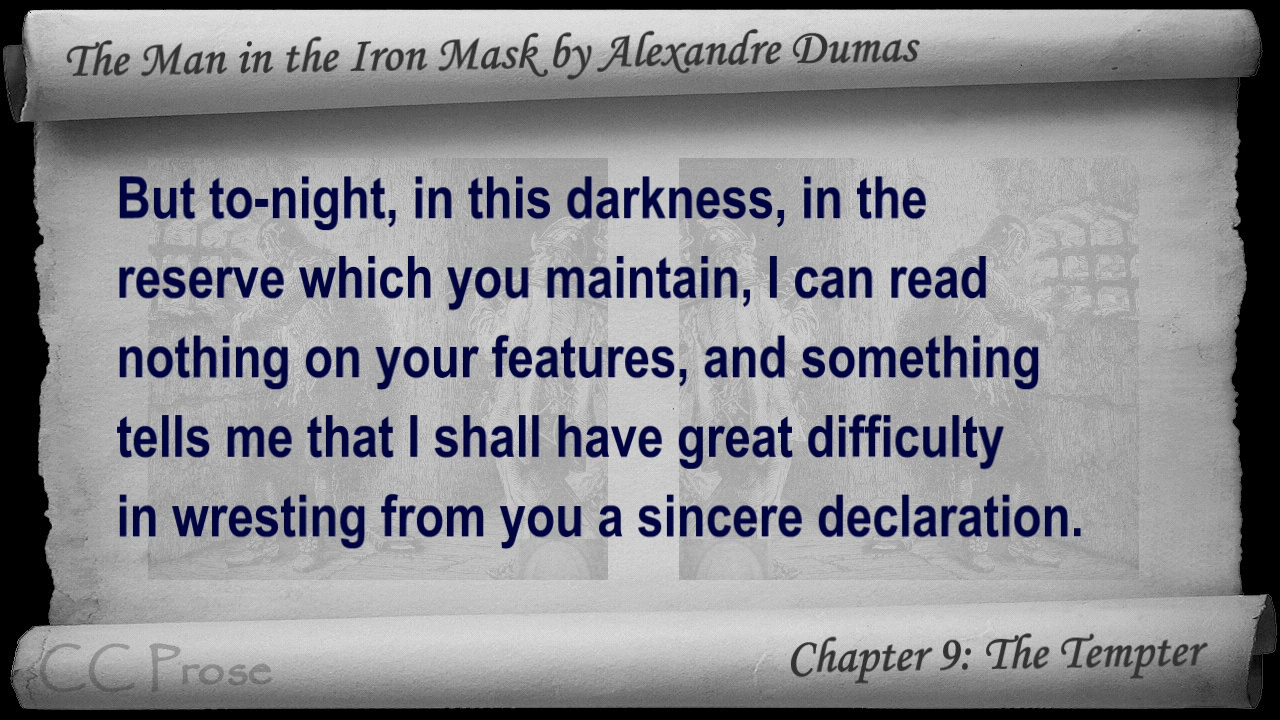 The Man in the Iron Mask by Alexandre Dumas
But to-night, in this darkness, in the
reserve which you maintain, I can read
nothing on your features, and something
tells me that I shall have great difficulty
in wresting from you a sincere declaration.
CC Prose
Chapter 9: The Tempter